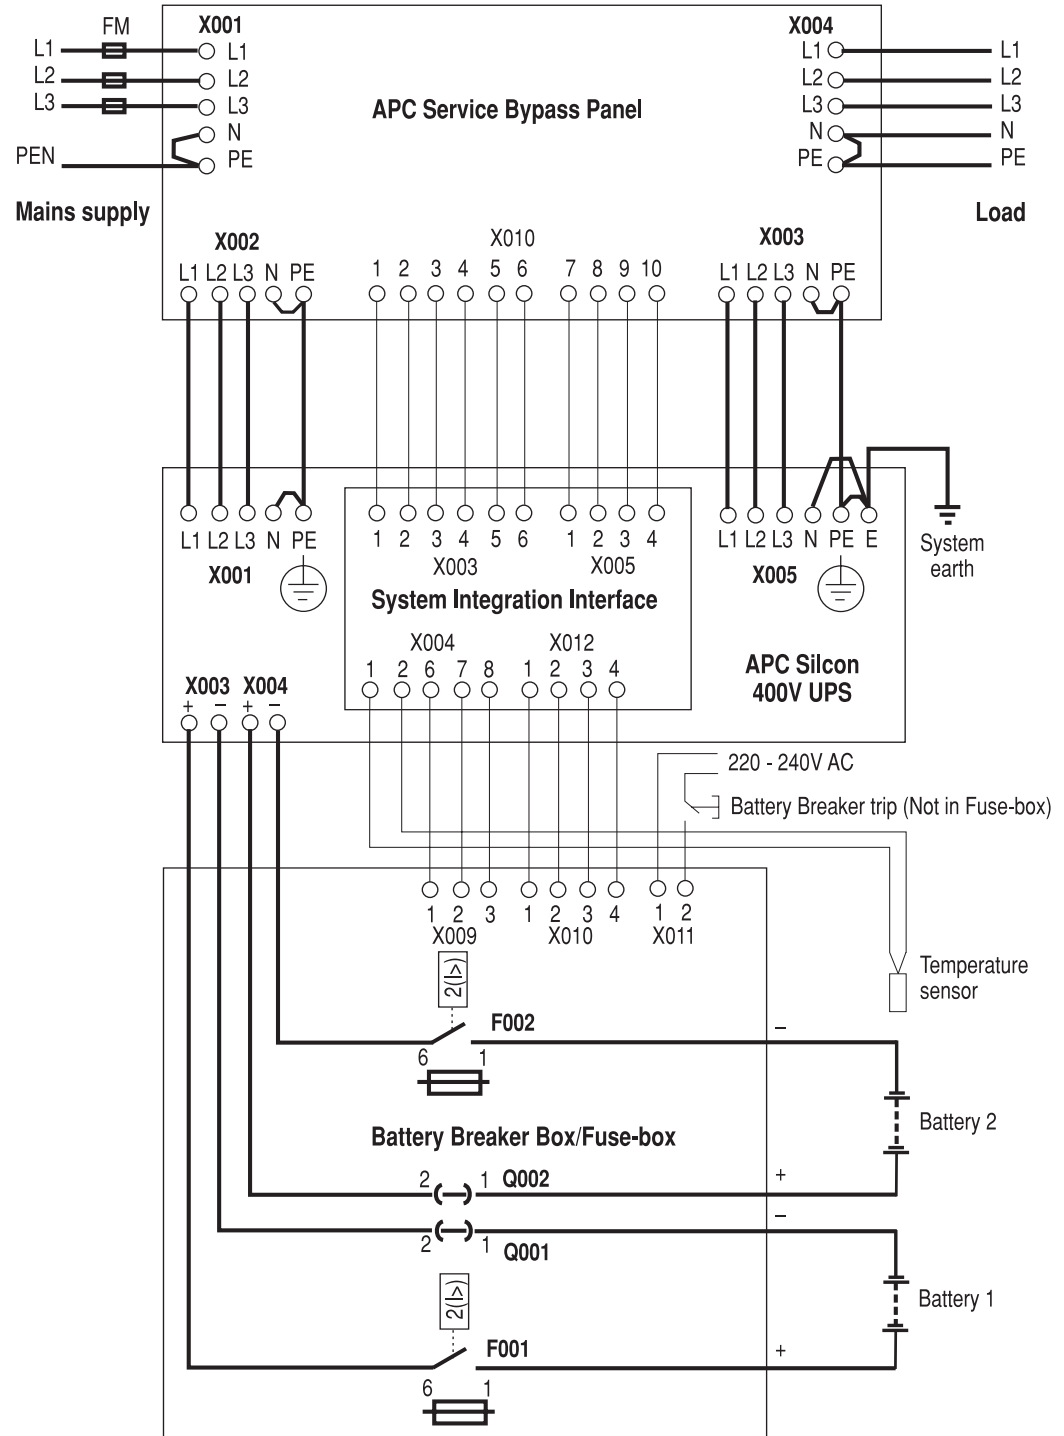 FM X001 X004
L1 L1 L1 L1
L2 L2 L2 L2
L3 L3 APC Service Bypass Panel L3 L3
N N N
PEN PE PE PE
Mains supply Load
X002 X010 X003
L1 L2 L3 N PE 1 2 3 4 5 6 7 8 9 10 L1 L2 L3 N PE
L1 L2 L3 N PE 1 2 3 4 5 6 1 2 3 4 L1 L2 L3 N PE E System
earth
X001 X003 X005 X005
System Integration Interface
X004 X012
1 2 6 7 8 1 2 3 4
APC Silcon
400V UPS
X003 X004
+ − + −
220 - 240V AC
Battery Breaker trip (Not in Fuse-box)
1 2 3 1 2 3 4 1 2
X009 X010 X011
Temperature
sensor
2(I>)
F002 −
6 1
Battery 2
Battery Breaker Box/Fuse-box
2 1 Q002 +
−
2 1 Q001
2(I>)
Battery 1
F001 +
6 1